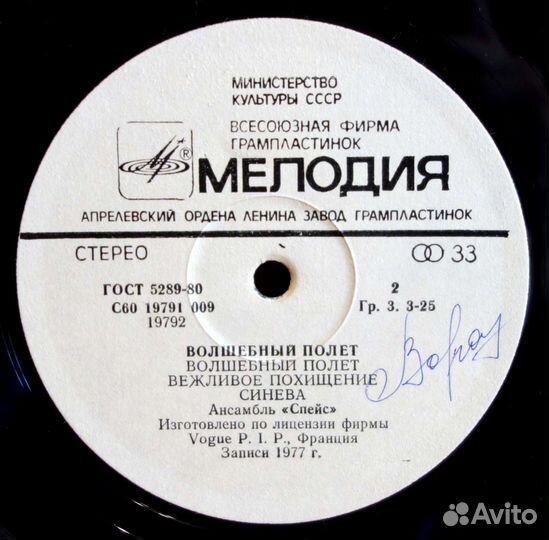 МИНИСТЕРСТВО
КУЛЬТУРЫ СССР
ВСЕСОЮЗНАЯ ФИРМА
ГРАМПЛАСТИНОК
®
МЕЛОДИЯ
АПРЕЛЕВСКИЙ ОРДЕНА ЛЕНИНА ЗАВОД ГРАМПЛАСТИНОК
СТЕРЕО 33
ГОСТ 5289-80 2
С60 19791 009 Гр. 3. 3-25
19792
ВОЛШЕБНЫЙ ПОЛЕТ
ВОЛШЕБНЫЙ ПОЛЕТ
ВЕЖЛИВОЕ ПОХИЩЕНИЕ
СИНЕВА
Ансамбль «Спейс»
Изготовлено по лицензии фирмы
Vogue P. I. P., Франция
Записи 1977 г.
Avito